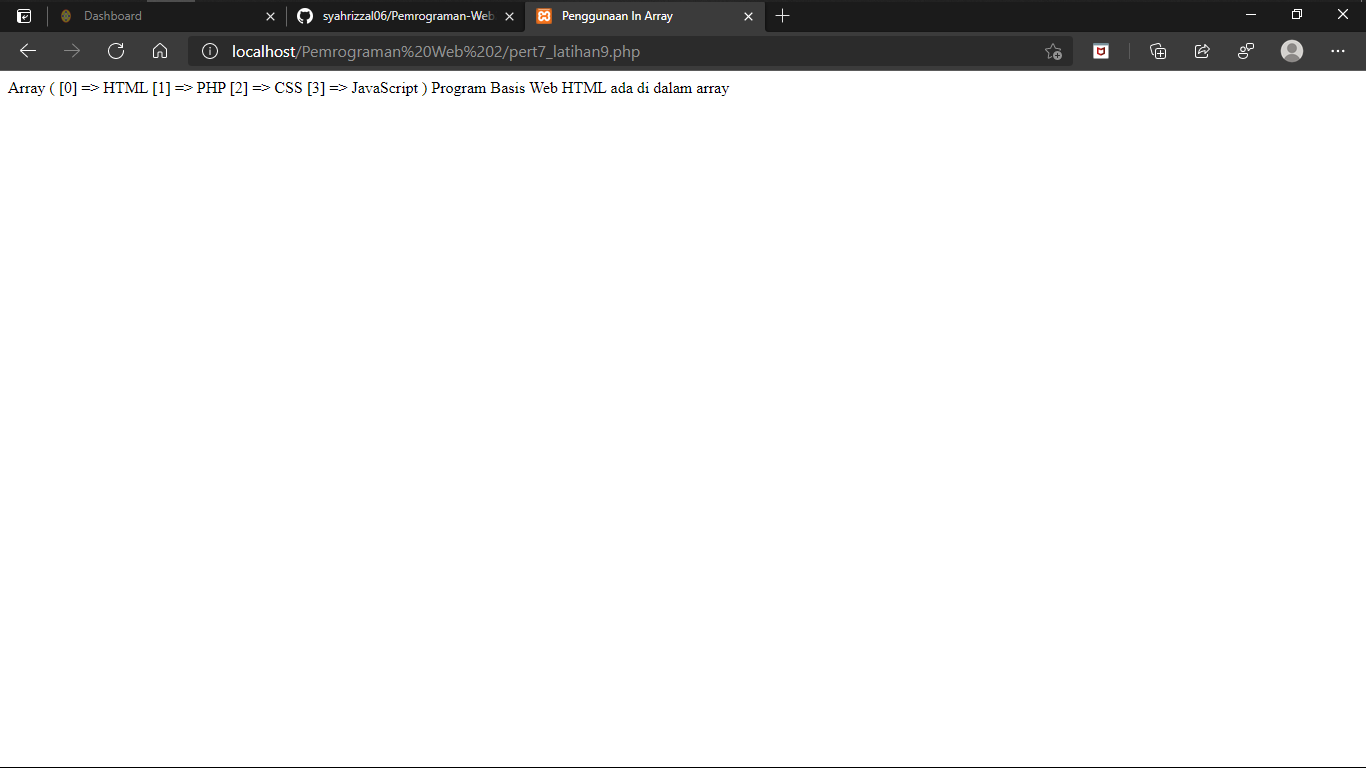 Dashboard
syahrizzal06/Pemrograman-Web
Penggunaan In Array
localhost/Pemrograman%20Web%202/pert7_latihan9.php
Array ( [0] => HTML [1] => PHP [2] => CSS [3] => JavaScript ) Program Basis Web HTML ada di dalam array